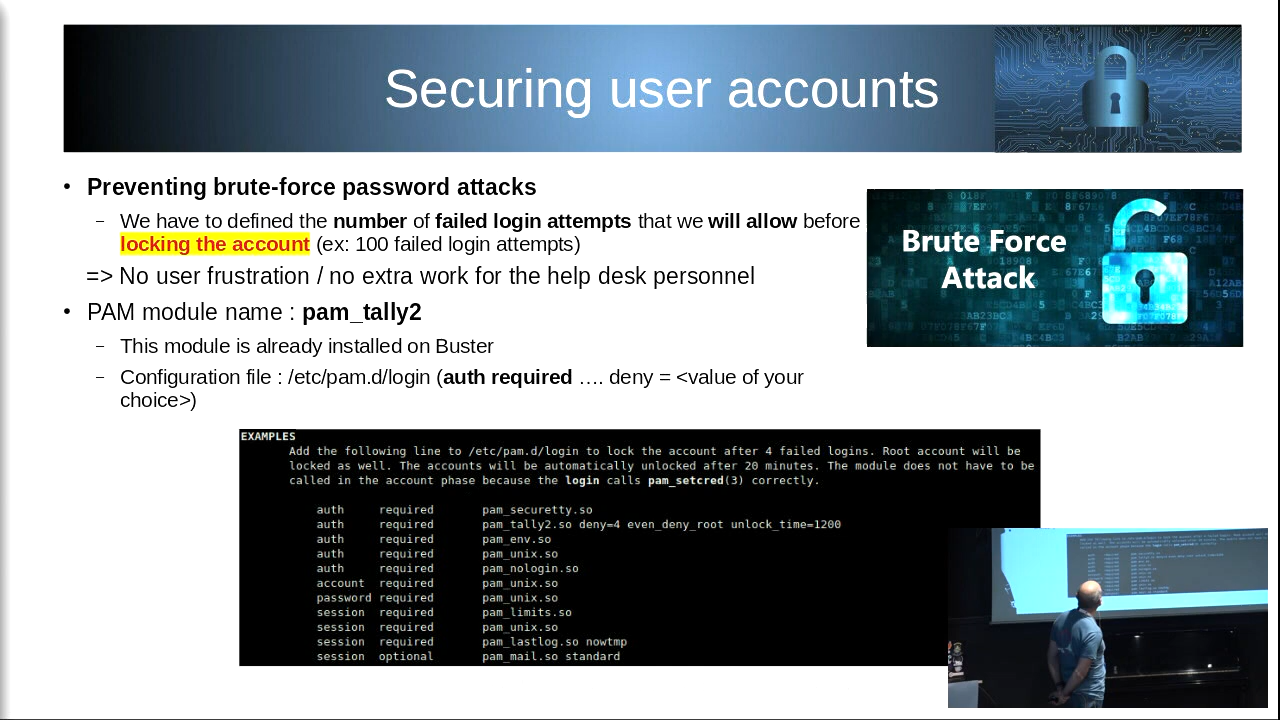 Securing user accounts
• Preventing brute-force password attacks
– We have to defined the number of failed login attempts that we will allow before
locking the account (ex: 100 failed login attempts)
=> No user frustration / no extra work for the help desk personnel
• PAM module name : pam_tally2
– This module is already installed on Buster
– Configuration file : /etc/pam.d/login (auth required …. deny = <value of your
choice>)
Brute Force
Attack
EXAMPLES
Add the following line to /etc/pam.d/login to lock the account after 4 failed logins. Root account will be
locked as well. The accounts will be automatically unlocked after 20 minutes. The module does not have to be
called in the account phase because the login calls pam_setcred(3) correctly.
auth required pam_securetty.so
auth required pam_tally2.so deny=4 even_deny_root unlock_time=1200
auth required pam_env.so
auth required pam_unix.so
auth required pam_nologin.so
account required pam_unix.so
password required pam_unix.so
session required pam_limits.so
session required pam_unix.so
session required pam_lastlog.so nowtmp
session optional pam_mail.so standard